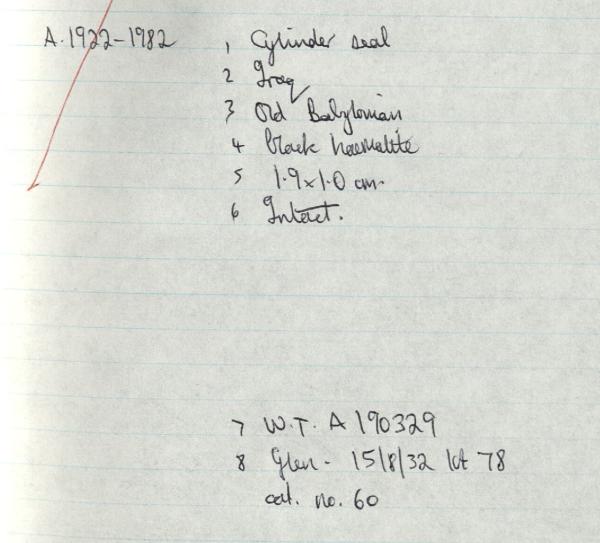 A.1922-1982 1 Cylinder seal
2 Iraq
3 Old Babylonian
4 black haematite
5 1.9x1.0 cm.
6 Intact.
7 W.T. A 190329
8 Glen - 15/8/32 lot 78
cat. no. 60